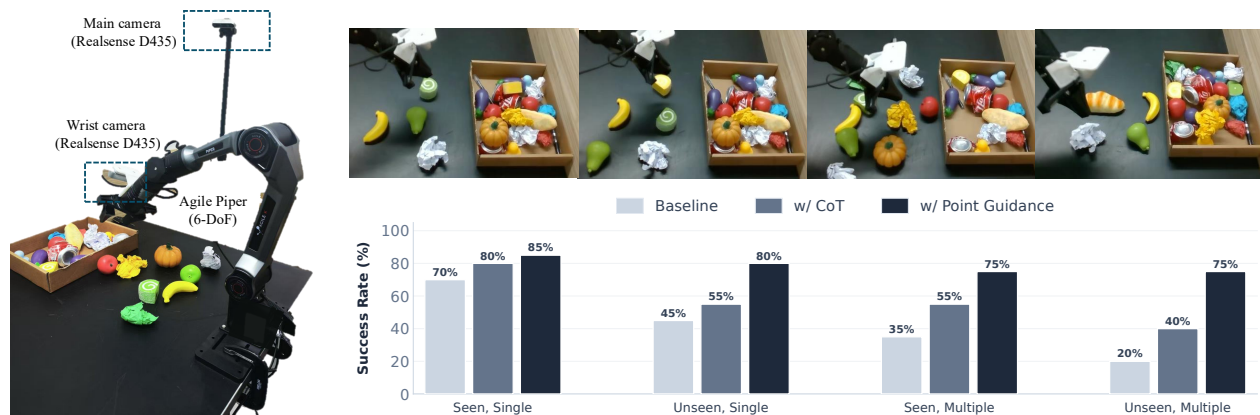 Main camera
(Realsense D435)
Wrist camera
(Realsense D435)
Agile Piper
(6-DoF)
Baseline
w/ CoT
w/ Point Guidance
Success Rate (%)
100
80
60
40
20
0
70%
80%
85%
45%
55%
80%
35%
55%
75%
20%
40%
75%
Seen, Single
Unseen, Single
Seen, Multiple
Unseen, Multiple